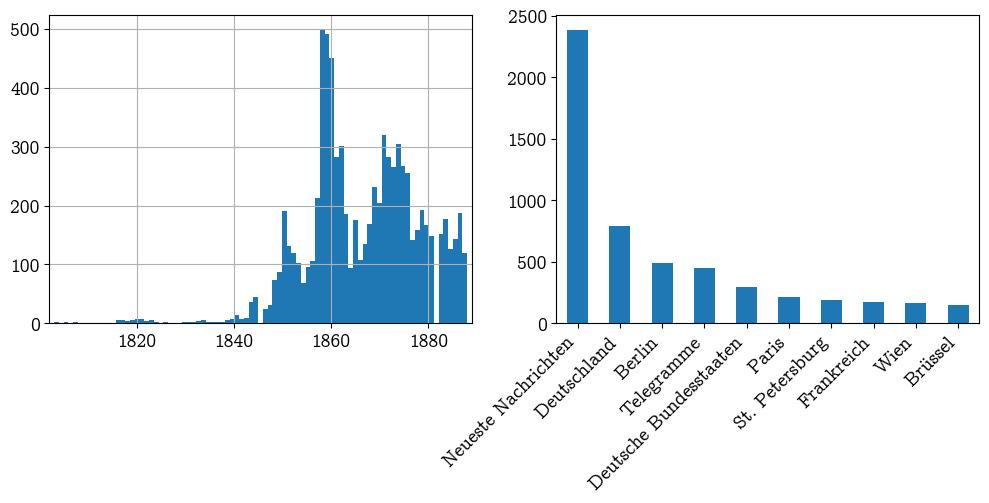 500
400
300
200
100
0
1820
1840
1860
1880
2500
2000
1500
1000
500
0
Neueste Nachrichten
Deutschland
Berlin
Telegramme
Deutsche Bundesstaaten
Paris
St. Petersburg
Frankreich
Wien
Brüssel